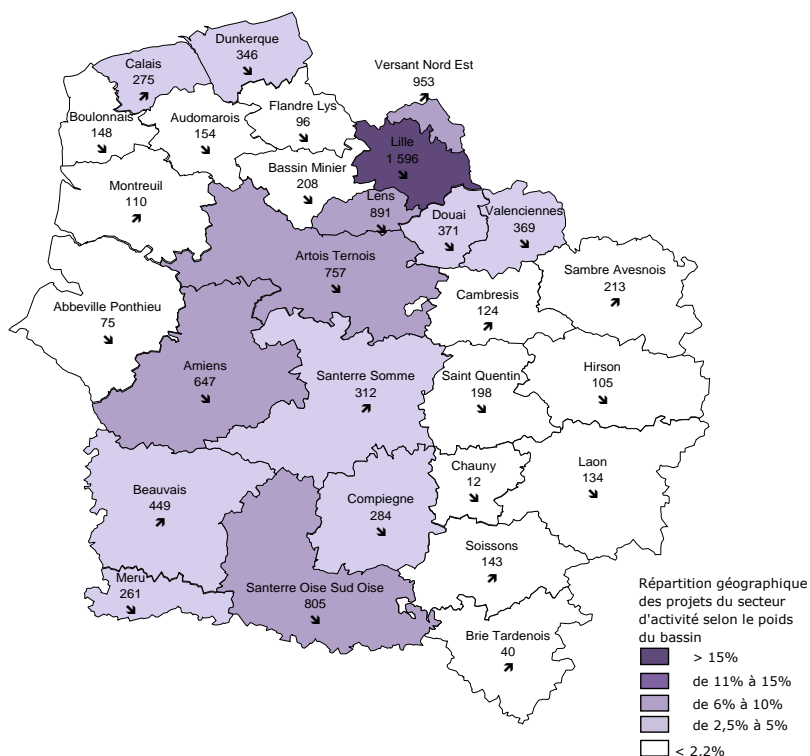 Dunkerque
346
Calais
275
Versant Nord Est
953
Boulonnais
148
Audomarois
154
Flandre Lys
96
Lille
1 596
Bassin Minier
208
Montreuil
110
Lens
891
Douai
371
Valenciennes
369
Artois Ternois
757
Sambre Avesnois
213
Abbeville Ponthieu
75
Cambresis
124
Amiens
647
Santerre Somme
312
Saint Quentin
198
Hirson
105
Beauvais
449
Compiegne
284
Chauny
12
Laon
134
Soissons
143
Meru
261
Santerre Oise Sud Oise
805
Brie Tardenois
40
Répartition géographique
des projets du secteur
d'activité selon le poids
du bassin
> 15%
de 11% à 15%
de 6% à 10%
de 2,5% à 5%
< 2,2%